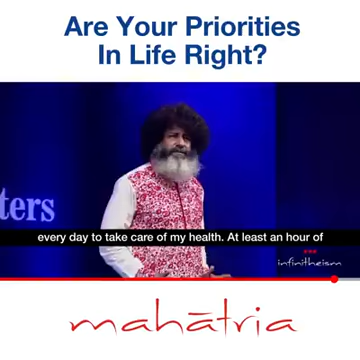 Are Your Priorities
In Life Right?
ters
every day to take care of my health. At least an hour of
infinitheism
mahātria